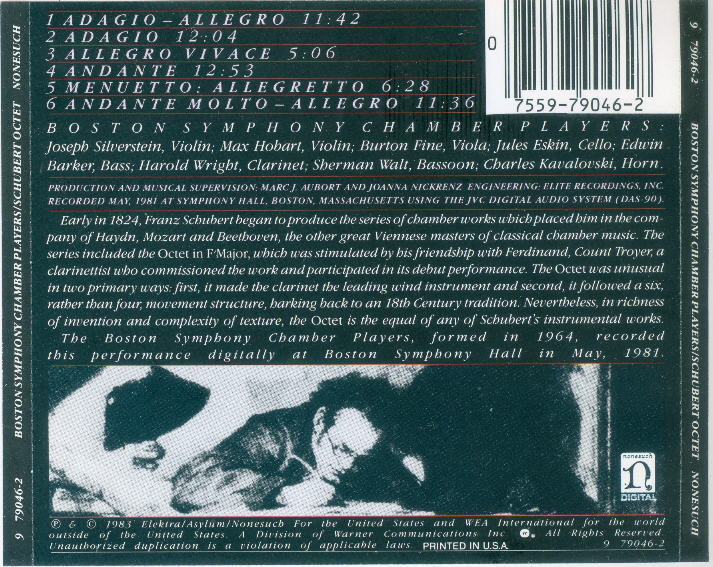 1 ADAGIO–ALLEGRO 11:42
2 ADAGIO 12:04
3 ALLEGRO VIVACE 5:06
4 ANDANTE 12:53
5 MENUETTO: ALLEGRETTO 6:28
6 ANDANTE MOLTO–ALLEGRO 11:36
0
7559-79046-2
BOSTON SYMPHONY CHAMBER PLAYERS:
Joseph Silverstein, Violin; Max Hobart, Violin; Burton Fine, Viola; Jules Eskin, Cello; Edwin
Barker, Bass; Harold Wright, Clarinet; Sherman Walt, Bassoon; Charles Kavalovski, Horn.
PRODUCTION AND MUSICAL SUPERVISION: MARC J. AUBORT AND JOANNA NICKRENZ ENGINEERING: ELITE RECORDINGS, INC.
RECORDED MAY, 1981 AT SYMPHONY HALL, BOSTON, MASSACHUSETTS USING THE JVC DIGITAL AUDIO SYSTEM (DAS-90).
Early in 1824, Franz Schubert began to produce the series of chamber works which placed him in the com-
pany of Haydn, Mozart and Beethoven, the other great Viennese masters of classical chamber music. The
series included the Octet in F Major, which was stimulated by his friendship with Ferdinand, Count Troyer, a
clarinettist who commissioned the work and participated in its debut performance. The Octet was unusual
in two primary ways: first, it made the clarinet the leading wind instrument and second, it followed a six,
rather than four, movement structure, harking back to an 18th Century tradition. Nevertheless, in richness
of invention and complexity of texture, the Octet is the equal of any of Schubert's instrumental works.
The Boston Symphony Chamber Players, formed in 1964, recorded
this performance digitally at Boston Symphony Hall in May, 1981.
nonesuch
n
DIGITAL
℗ & © 1983 Elektra/Asylum/Nonesuch For the United States and WEA International for the world
outside of the United States. A Division of Warner Communications Inc. All Rights Reserved.
Unauthorized duplication is a violation of applicable laws. PRINTED IN U.S.A. 9 79046-2
9 79046-2 BOSTON SYMPHONY CHAMBER PLAYERS/SCHUBERT OCTET NONESUCH
9 79046-2 BOSTON SYMPHONY CHAMBER PLAYERS/SCHUBERT OCTET NONESUCH